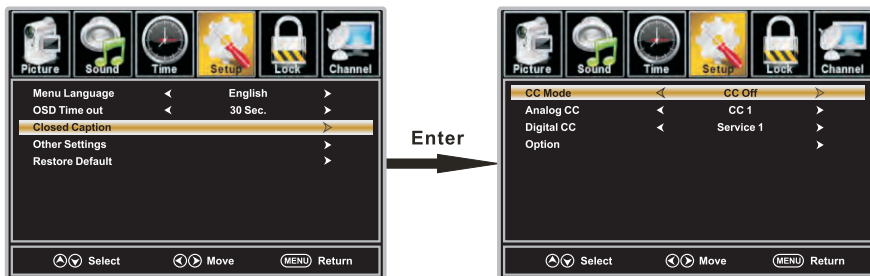 Picture Sound Time Setup Lock Channel
Menu Language English
OSD Time out 30 Sec.
Closed Caption
Other Settings
Restore Default
Select Move MENU Return
Enter
Picture Sound Time Setup Lock Channel
CC Mode CC Off
Analog CC CC 1
Digital CC Service 1
Option
Select Move MENU Return